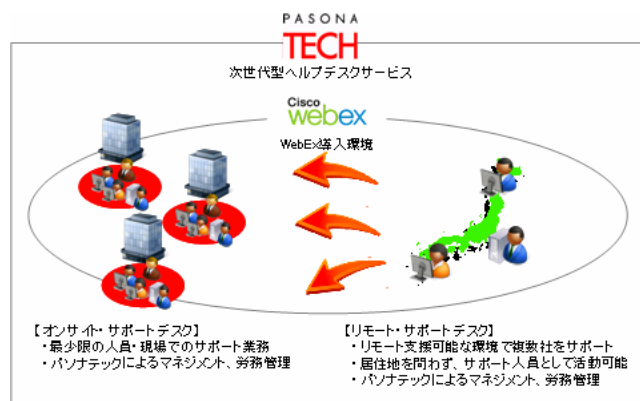 PASONA
TECH
次世代型ヘルプデスクサービス
Cisco
webex
WebEx導入環境
【オンサイト・サポートデスク】
・最少限の人員・現場でのサポート業務
・パソナテックによるマネジメント、労務管理
【リモート・サポートデスク】
・リモート支援可能な環境で複数社をサポート
・居住地を問わず、サポート人員として活動可能
・パソナテックによるマネジメント、労務管理